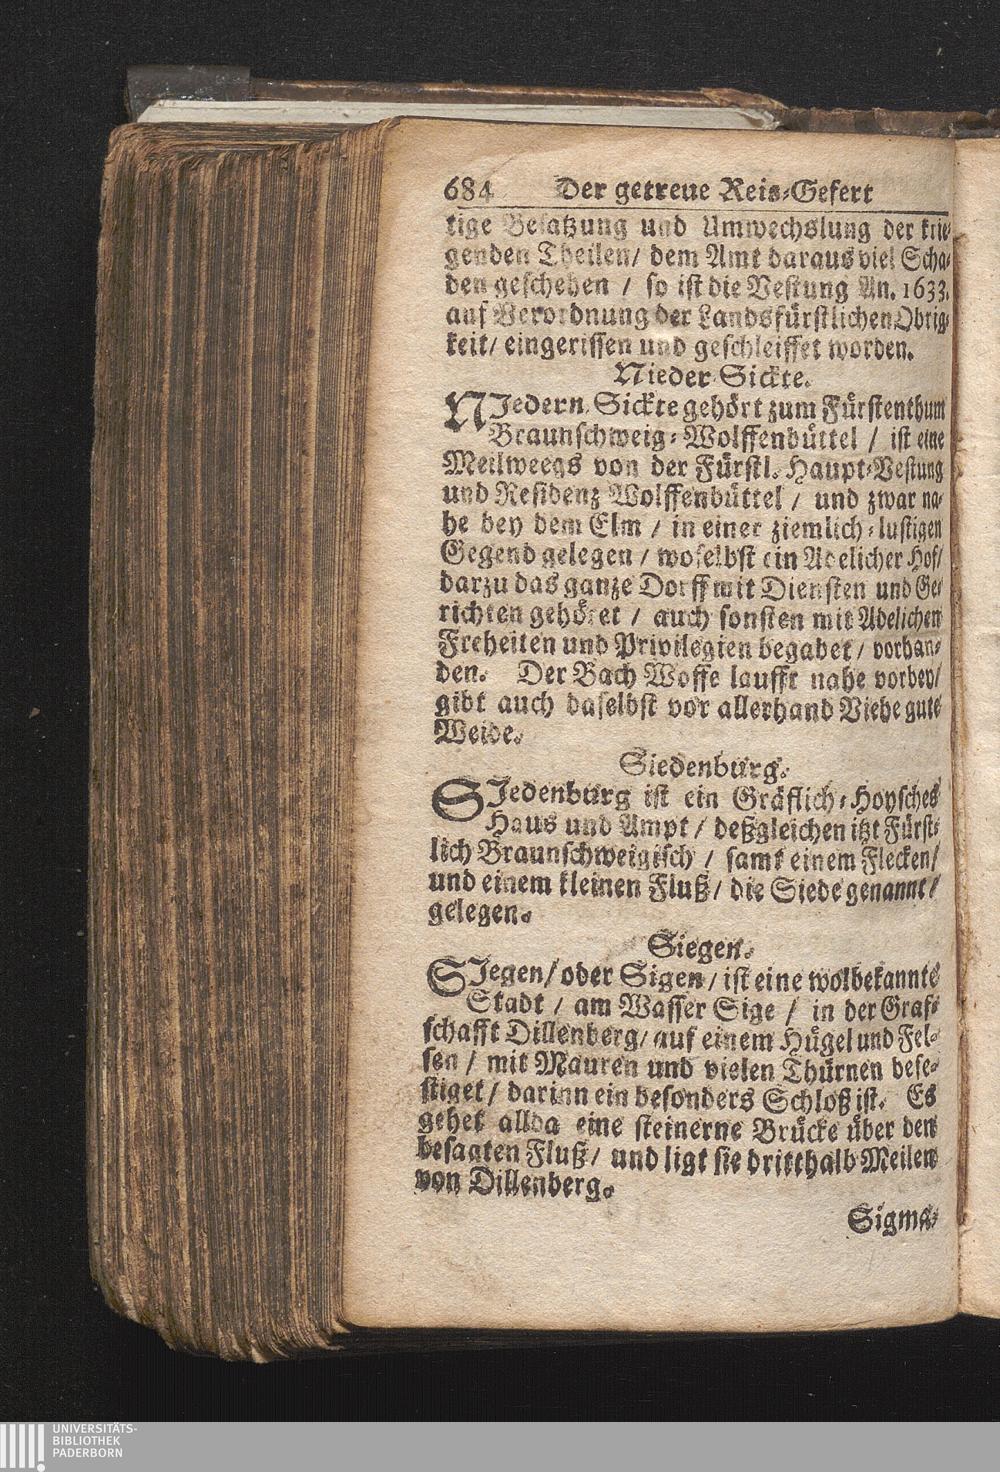 684 Der getreue Reis-Gefert
tige Besatzung und Umwechslung der krie-
genden Theilen/ dem Amt daraus viel Scha-
den geschehen / so ist die Vestung An. 1633.
auf Verordnung der Landsfürstlichen Obrig-
keit/ eingerissen und geschleiffet worden.
Nieder Sickte.
NIedern Sickte gehört zum Fürstenthum
Braunschweig-Wolffenbüttel / ist eine
Meilweegs von der Fürstl. Haupt-Vestung
und Residenz Wolffenbüttel / und zwar na-
he bey dem Elm / in einer ziemlich-lustigen
Gegend gelegen / woselbst ein Adelicher Hof/
darzu das ganze Dorff mit Diensten und Ge-
richten gehöret / auch sonsten mit Adelichen
Freheiten und Privilegien begabet / vorhan-
den. Der Bach Woffe laufft nahe vorbey/
gibt auch daselbst vor allerhand Viehe gute
Weide.
Siedenburg.
SIedenburg ist ein Gräflich-Hoysches
Haus und Ampt / deßgleichen itzt Fürst-
lich Braunschweigisch / samt einem Flecken/
und einem kleinen Fluß / die Siede genannt /
gelegen.
Siegen.
SIegen/ oder Sigen / ist eine wolbekannte
Stadt / am Wasser Sige / in der Graf-
schafft Dillenberg / auf einem Hügel und Fel-
sen / mit Mauren und vielen Thürnen befe-
stiget / darinn ein besonders Schloß ist. Es
gehet allda eine steinerne Brücke über den
besagten Fluß / und ligt sie dritthalb Meilen
von Dillenberg.
Sigma-
UNIVERSITÄTS-
BIBLIOTHEK
PADERBORN